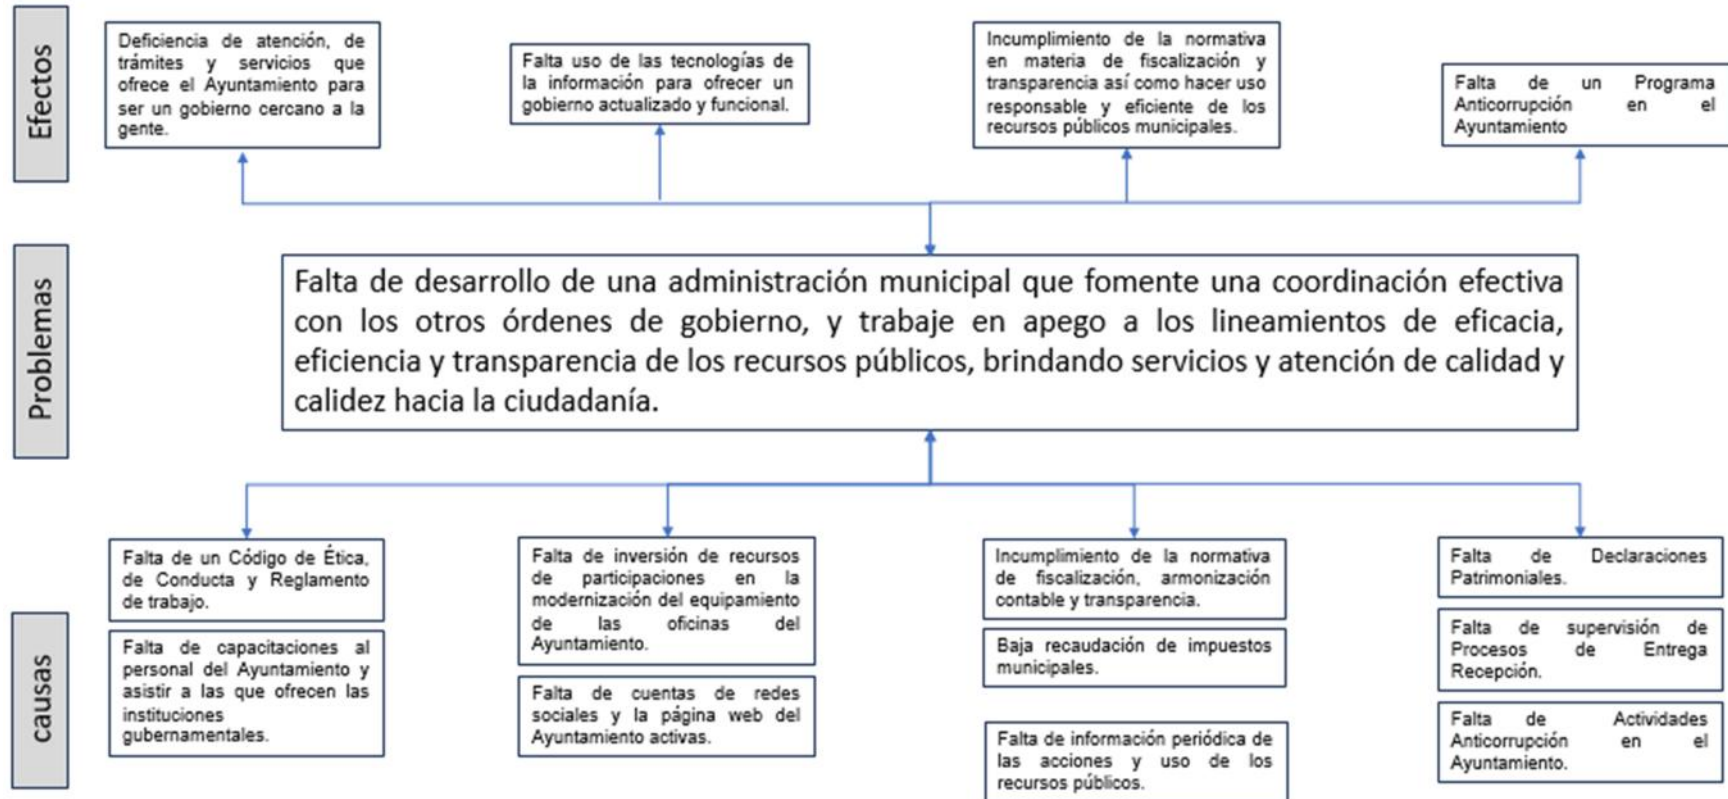 Efectos
Deficiencia de atención, de
trámites y servicios que
ofrece el Ayuntamiento para
ser un gobierno cercano a la
gente.
Falta uso de las tecnologías de
la información para ofrecer un
gobierno actualizado y funcional.
Incumplimiento de la normativa
en materia de fiscalización y
transparencia así como hacer uso
responsable y eficiente de los
recursos públicos municipales.
Falta de un Programa
Anticorrupción en el
Ayuntamiento
Problemas
Falta de desarrollo de una administración municipal que fomente una coordinación efectiva
con los otros órdenes de gobierno, y trabaje en apego a los lineamientos de eficacia,
eficiencia y transparencia de los recursos públicos, brindando servicios y atención de calidad y
calidez hacia la ciudadanía.
causas
Falta de un Código de Ética,
de Conducta y Reglamento
de trabajo.
Falta de capacitaciones al
personal del Ayuntamiento y
asistir a las que ofrecen las
instituciones
gubernamentales.
Falta de inversión de recursos
de participaciones en la
modernización del equipamiento
de las oficinas del
Ayuntamiento.
Falta de cuentas de redes
sociales y la página web del
Ayuntamiento activas.
Incumplimiento de la normativa
de fiscalización, armonización
contable y transparencia.
Baja recaudación de impuestos
municipales.
Falta de información periódica de
las acciones y uso de los
recursos públicos.
Falta de Declaraciones
Patrimoniales.
Falta de supervisión de
Procesos de Entrega
Recepción.
Falta de Actividades
Anticorrupción en el
Ayuntamiento.